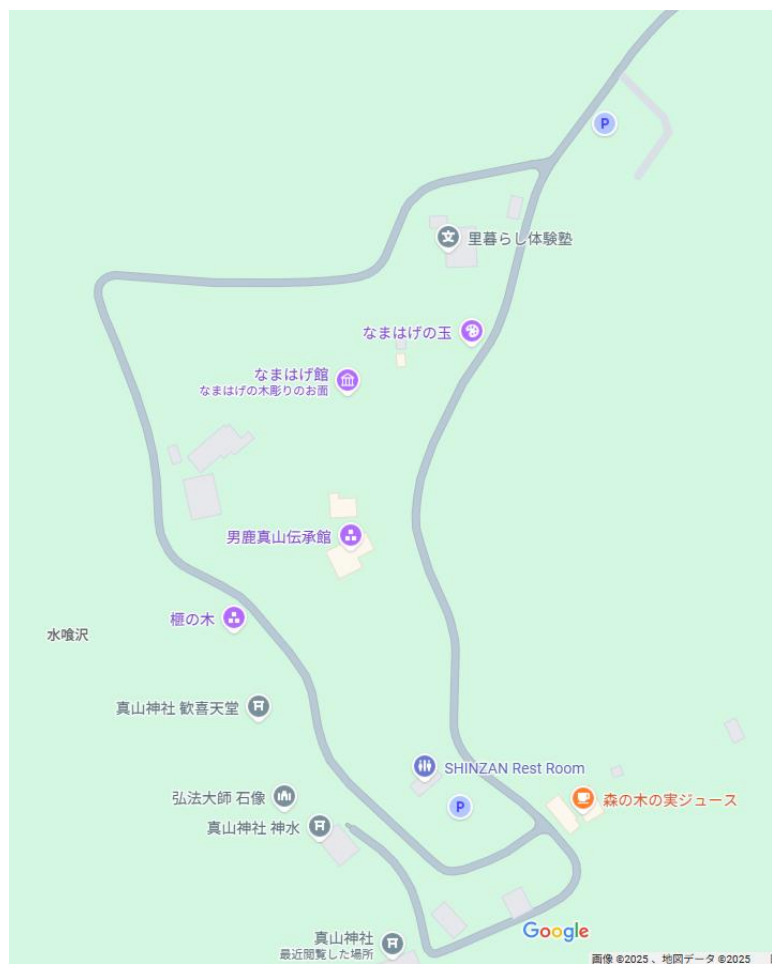 P
里暮らし体験塾
なまはげの玉
なまはげ館
なまはげの木彫りのお面
男鹿真山伝承館
榧の木
水喰沢
真山神社 歓喜天堂
SHINZAN Rest Room
弘法大師 石像
P
森の木の実ジュース
真山神社 神水
Google
真山神社
最近閲覧した場所
画像 ©2025 、地図データ ©2025